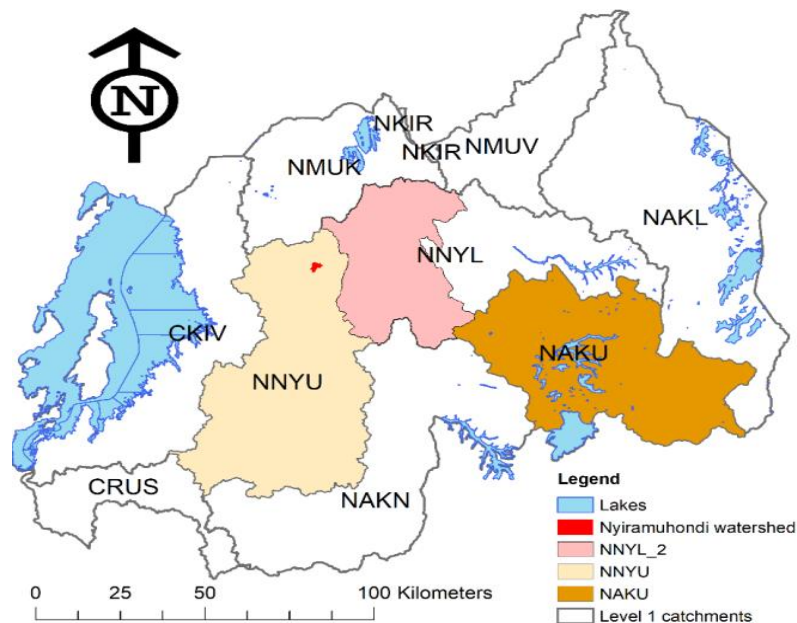 N
NKIR
NMUK
NKIR
NMUV
NAKL
NNYL
CKIV
NAKU
NNYU
CRUS
NAKN
Legend
Lakes
Nyiramuhondi watershed
NNYL_2
NNYU
NAKU
Level 1 catchments
0 25 50 100 Kilometers